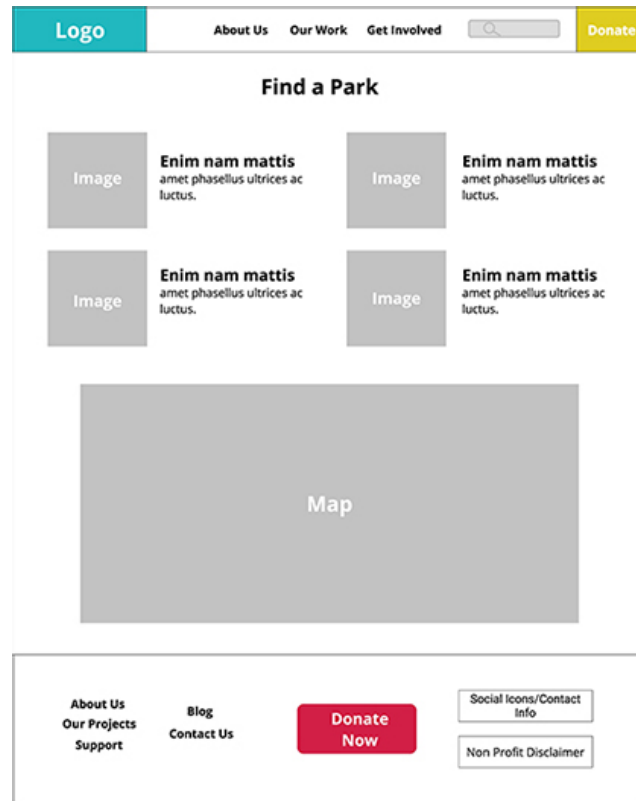 Logo
About Us
Our Work
Get Involved
Donate
Find a Park
Image
Enim nam mattis
amet phasellus ultrices ac
luctus.
Image
Enim nam mattis
amet phasellus ultrices ac
luctus.
Image
Enim nam mattis
amet phasellus ultrices ac
luctus.
Image
Enim nam mattis
amet phasellus ultrices ac
luctus.
Map
About Us
Our Projects
Support
Blog
Contact Us
Donate
Now
Social Icons/Contact
Info
Non Profit Disclaimer